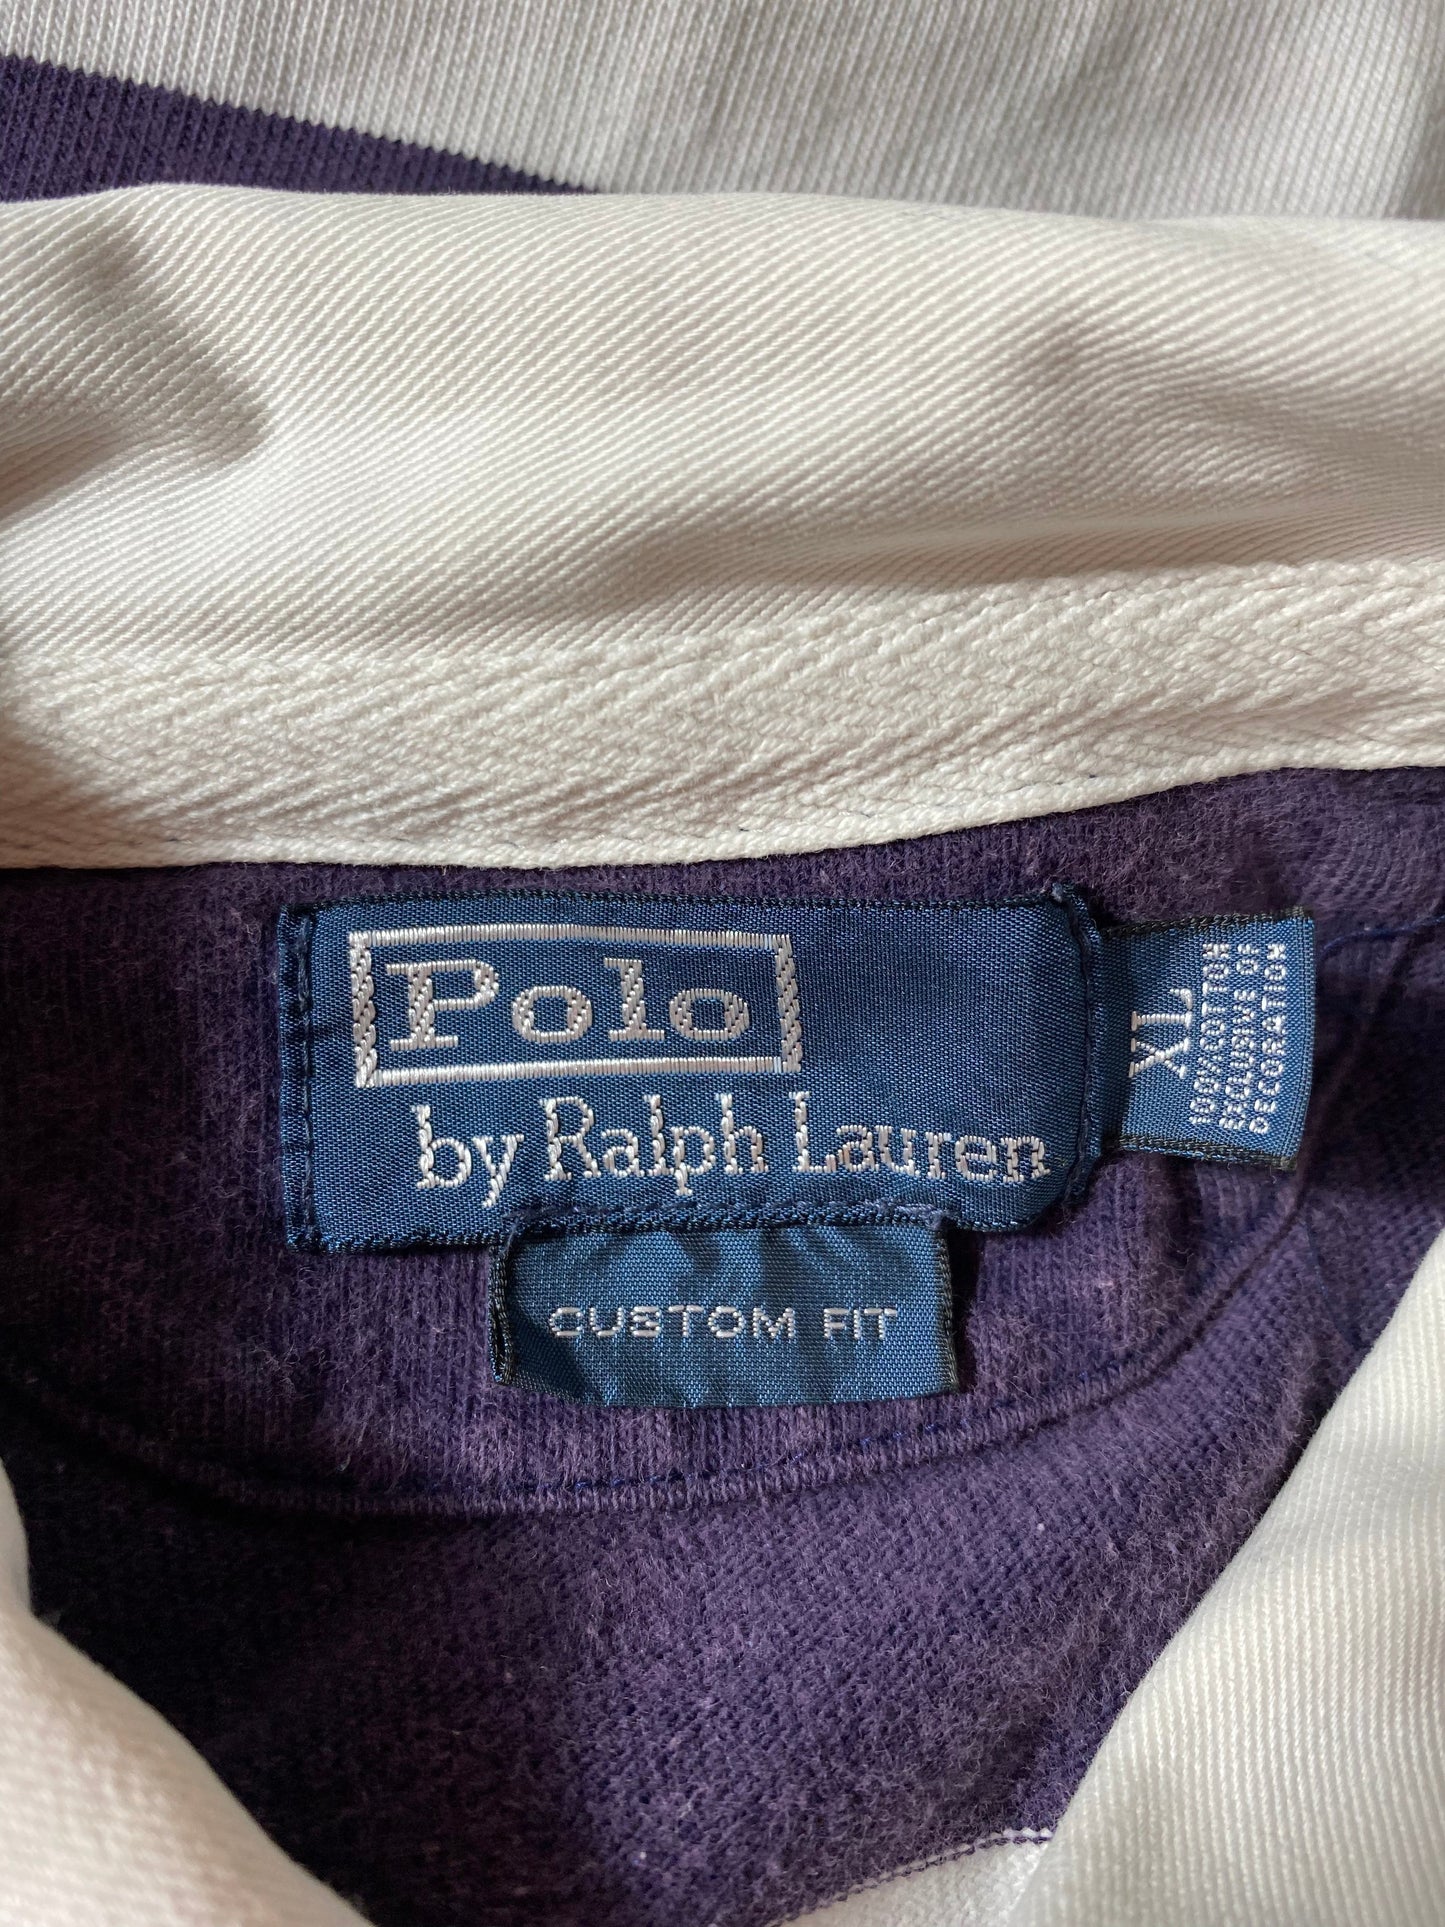 Polo
by Ralph Lauren
CUSTOM FIT
XL
100% COTTON
EXCLUSIVE OF
DECORATION